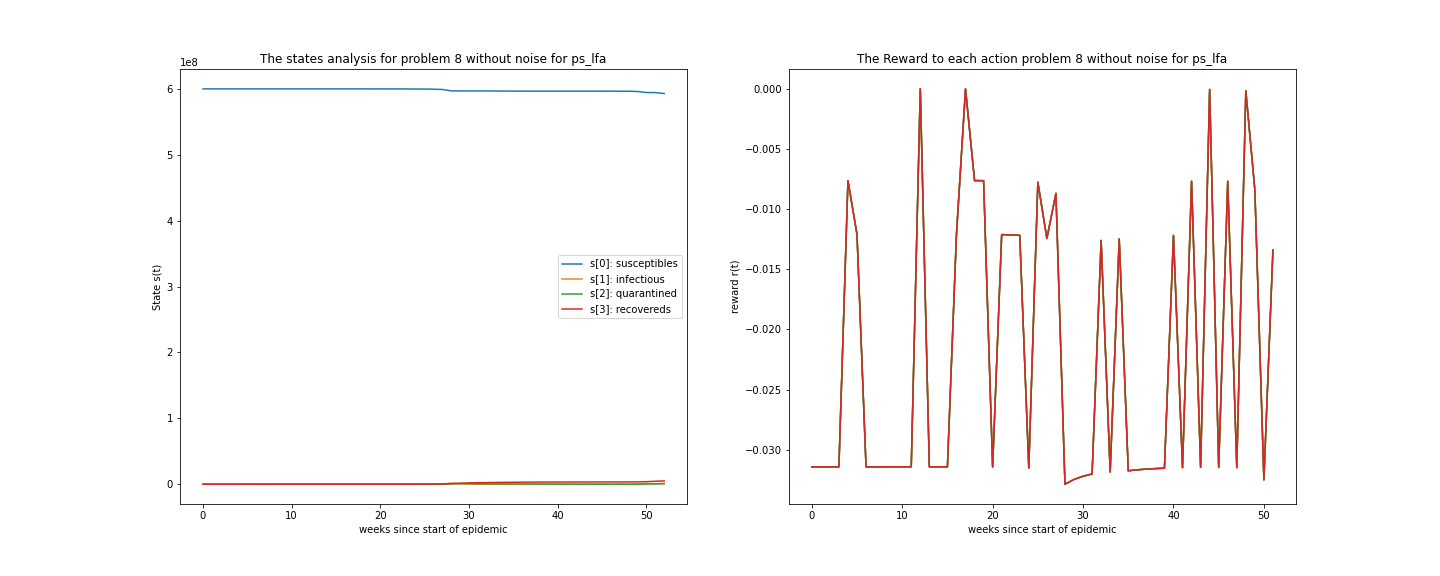 The states analysis for problem 8 without noise for ps_lfa
1e8
6
5
4
3
2
1
0
State s(t)
s[0]: susceptibles
s[1]: infectious
s[2]: quarantined
s[3]: recovereds
0 10 20 30 40 50
weeks since start of epidemic
The Reward to each action problem 8 without noise for ps_lfa
0.000
−0.005
−0.010
−0.015
−0.020
−0.025
−0.030
reward r(t)
0 10 20 30 40 50
weeks since start of epidemic